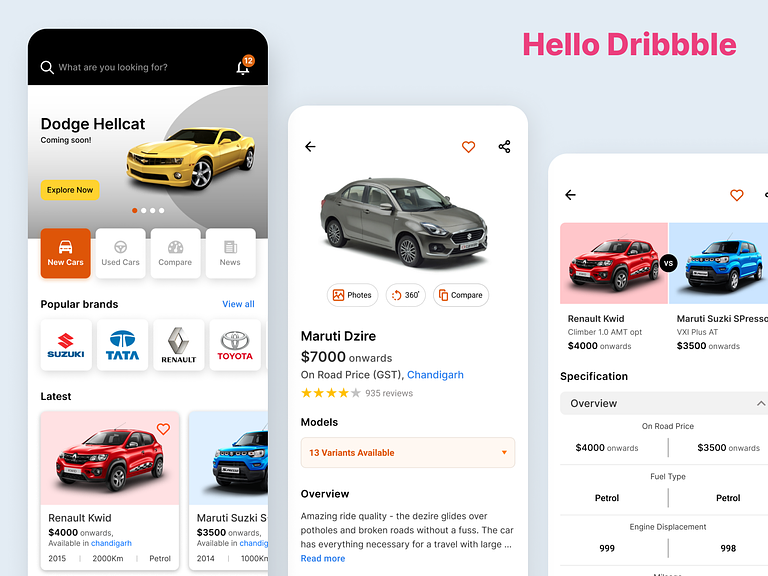 Hello Dribbble
What are you looking for?
12
Dodge Hellcat
Coming soon!
Explore Now
New Cars
Used Cars
Compare
News
Popular brands
View all
SUZUKI
TATA
RENAULT
TOYOTA
Latest
Renault Kwid
$4000 onwards,
Available in chandigarh
2015 | 2000Km | Petrol
Maruti Suzki S
$3500 onwards,
Available in chandig
2014 | 1000Km
Photos
360°
Compare
Maruti Dzire
$7000 onwards
On Road Price (GST), Chandigarh
935 reviews
Models
13 Variants Available
Overview
Amazing ride quality - the dezire glides over
potholes and broken roads without a fuss. The car
has everything necessary for a travel with large ...
Read more
VS
Renault Kwid
Climber 1.0 AMT opt
$4000 onwards
Maruti Suzki SPresso
VXI Plus AT
$3500 onwards
Specification
Overview
On Road Price
$4000 onwards
$3500 onwards
Fuel Type
Petrol
Petrol
Engine Displacement
999
998
Mileage